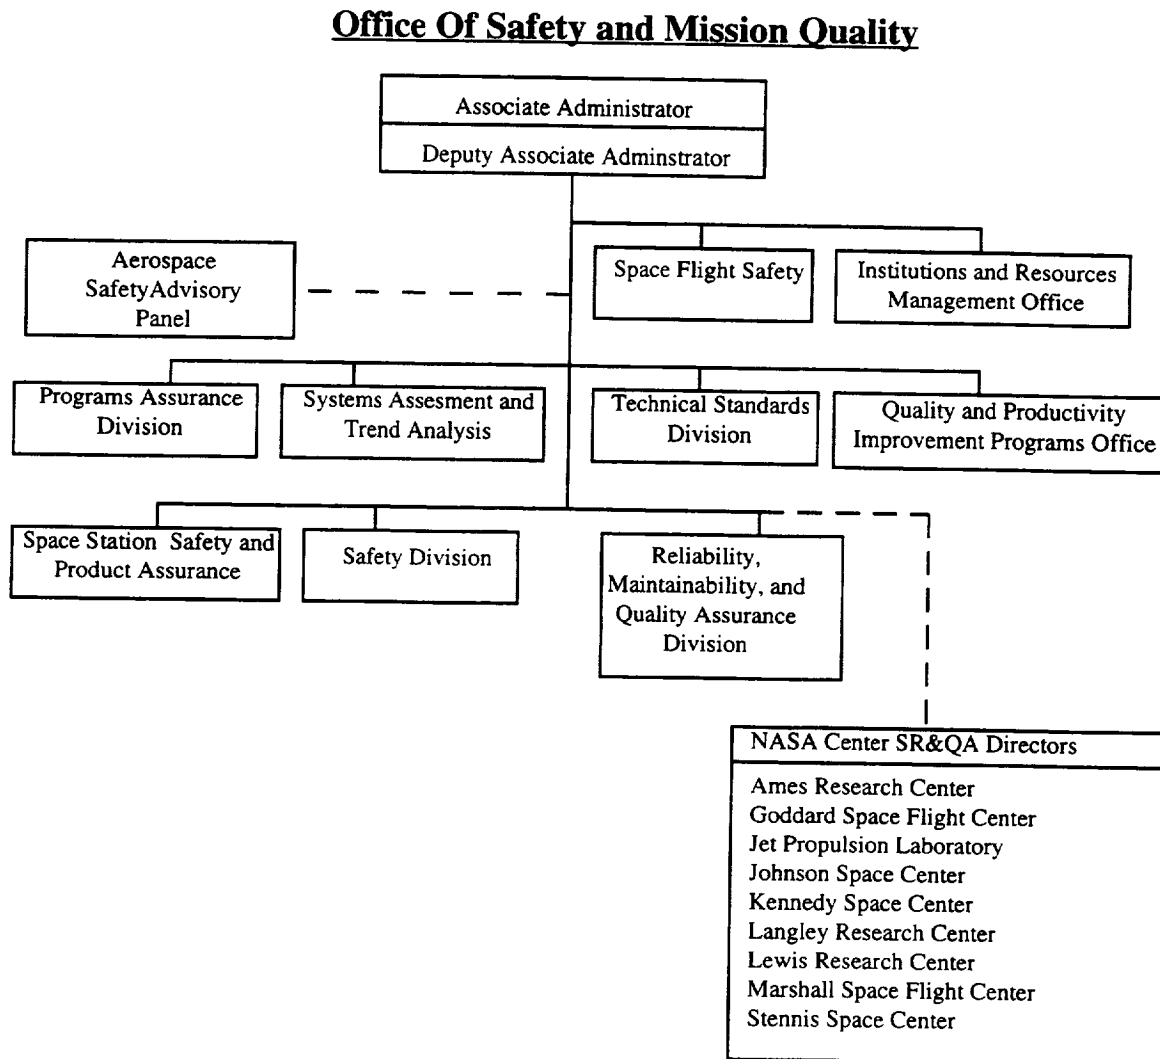 Office Of Safety and Mission Quality
Associate Administrator
Deputy Associate Adminstrator
Aerospace
SafetyAdvisory
Panel
Space Flight Safety
Institutions and Resources
Management Office
Programs Assurance
Division
Systems Assesment and
Trend Analysis
Technical Standards
Division
Quality and Productivity
Improvement Programs Office
Space Station Safety and
Product Assurance
Safety Division
Reliability,
Maintainability, and
Quality Assurance
Division
NASA Center SR&QA Directors
Ames Research Center
Goddard Space Flight Center
Jet Propulsion Laboratory
Johnson Space Center
Kennedy Space Center
Langley Research Center
Lewis Research Center
Marshall Space Flight Center
Stennis Space Center